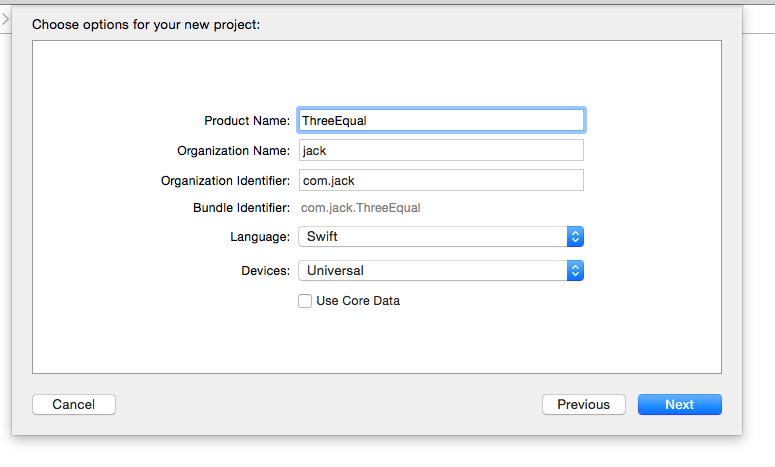 Choose options for your new project:
Product Name: ThreeEqual
Organization Name: jack
Organization Identifier: com.jack
Bundle Identifier: com.jack.ThreeEqual
Language: Swift
Devices: Universal
Use Core Data
Cancel Previous Next